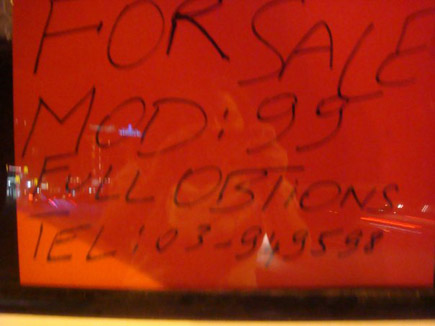 FOR SALE
MOD: 99
FULL OBTIONS
TEL: 03-949598